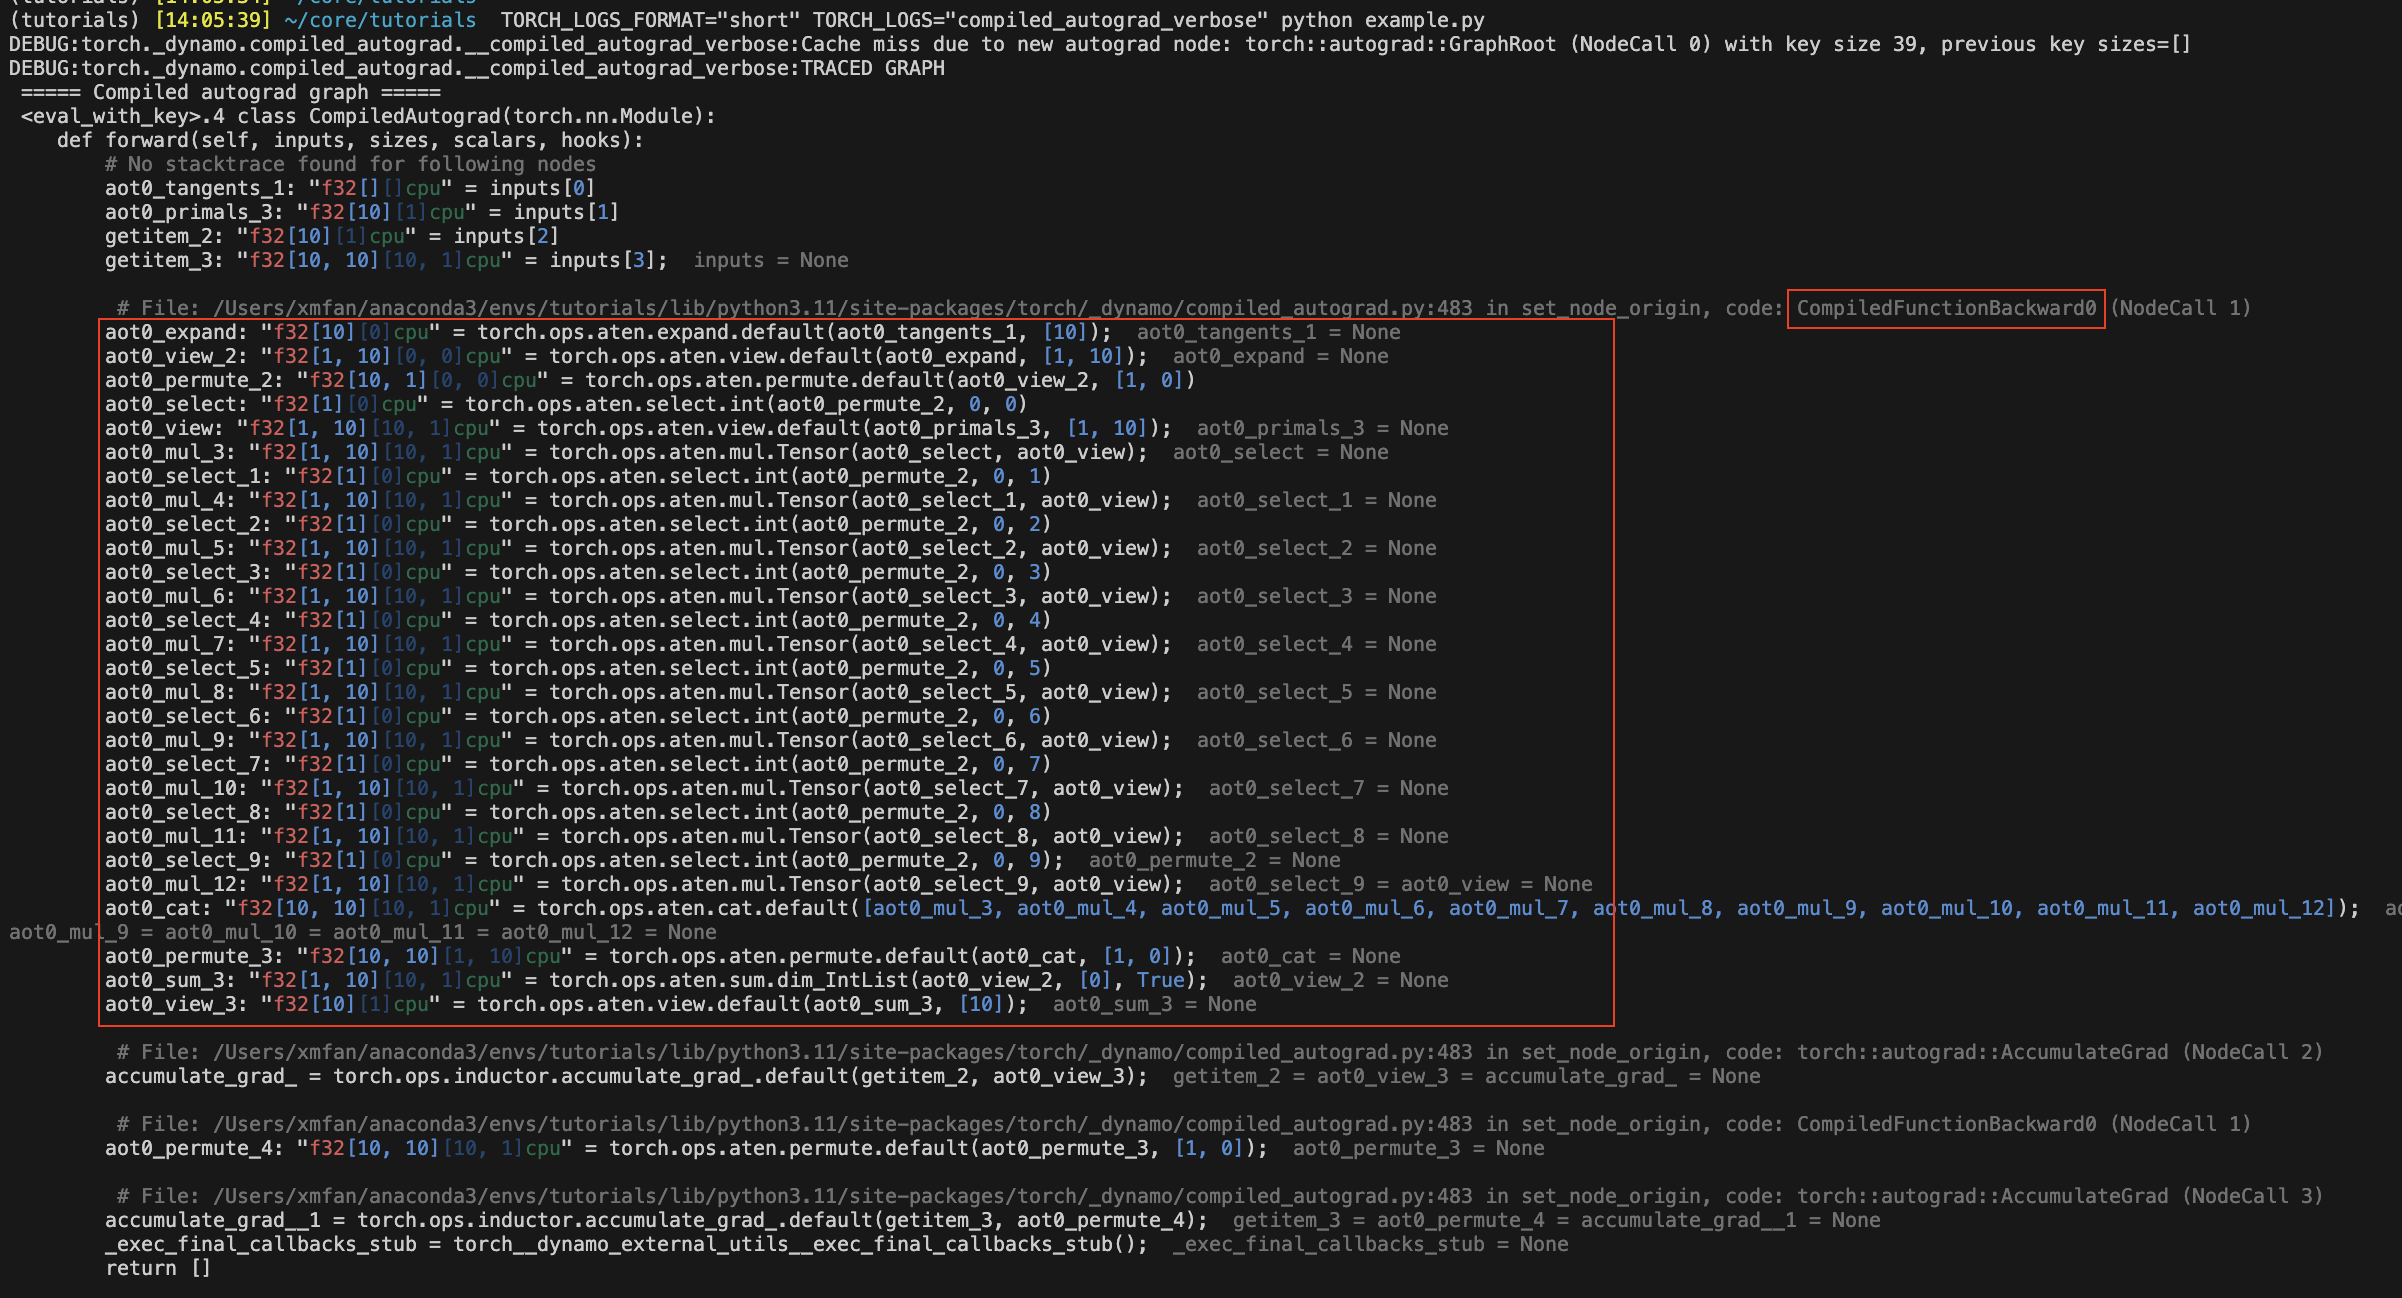 (tutorials) [14:05:39] ~/core/tutorials  TORCH_LOGS_FORMAT="short" TORCH_LOGS="compiled_autograd_verbose" python example.py
DEBUG:torch._dynamo.compiled_autograd.__compiled_autograd_verbose:Cache miss due to new autograd node: torch::autograd::GraphRoot (NodeCall 0) with key size 39, previous key sizes=[]
DEBUG:torch._dynamo.compiled_autograd.__compiled_autograd_verbose:TRACED GRAPH
 ===== Compiled autograd graph =====
 <eval_with_key>.4 class CompiledAutograd(torch.nn.Module):
    def forward(self, inputs, sizes, scalars, hooks):
        # No stacktrace found for following nodes
        aot0_tangents_1: "f32[][]cpu" = inputs[0]
        aot0_primals_3: "f32[10][1]cpu" = inputs[1]
        getitem_2: "f32[10][1]cpu" = inputs[2]
        getitem_3: "f32[10, 10][10, 1]cpu" = inputs[3];  inputs = None
         # File: /Users/xmfan/anaconda3/envs/tutorials/lib/python3.11/site-packages/torch/_dynamo/compiled_autograd.py:483 in set_node_origin, code: CompiledFunctionBackward0 (NodeCall 1)
        aot0_expand: "f32[10][0]cpu" = torch.ops.aten.expand.default(aot0_tangents_1, [10]);  aot0_tangents_1 = None
        aot0_view_2: "f32[1, 10][0, 0]cpu" = torch.ops.aten.view.default(aot0_expand, [1, 10]);  aot0_expand = None
        aot0_permute_2: "f32[10, 1][0, 0]cpu" = torch.ops.aten.permute.default(aot0_view_2, [1, 0])
        aot0_select: "f32[1][0]cpu" = torch.ops.aten.select.int(aot0_permute_2, 0, 0)
        aot0_view: "f32[1, 10][10, 1]cpu" = torch.ops.aten.view.default(aot0_primals_3, [1, 10]);  aot0_primals_3 = None
        aot0_mul_3: "f32[1, 10][10, 1]cpu" = torch.ops.aten.mul.Tensor(aot0_select, aot0_view);  aot0_select = None
        aot0_select_1: "f32[1][0]cpu" = torch.ops.aten.select.int(aot0_permute_2, 0, 1)
        aot0_mul_4: "f32[1, 10][10, 1]cpu" = torch.ops.aten.mul.Tensor(aot0_select_1, aot0_view);  aot0_select_1 = None
        aot0_select_2: "f32[1][0]cpu" = torch.ops.aten.select.int(aot0_permute_2, 0, 2)
        aot0_mul_5: "f32[1, 10][10, 1]cpu" = torch.ops.aten.mul.Tensor(aot0_select_2, aot0_view);  aot0_select_2 = None
        aot0_select_3: "f32[1][0]cpu" = torch.ops.aten.select.int(aot0_permute_2, 0, 3)
        aot0_mul_6: "f32[1, 10][10, 1]cpu" = torch.ops.aten.mul.Tensor(aot0_select_3, aot0_view);  aot0_select_3 = None
        aot0_select_4: "f32[1][0]cpu" = torch.ops.aten.select.int(aot0_permute_2, 0, 4)
        aot0_mul_7: "f32[1, 10][10, 1]cpu" = torch.ops.aten.mul.Tensor(aot0_select_4, aot0_view);  aot0_select_4 = None
        aot0_select_5: "f32[1][0]cpu" = torch.ops.aten.select.int(aot0_permute_2, 0, 5)
        aot0_mul_8: "f32[1, 10][10, 1]cpu" = torch.ops.aten.mul.Tensor(aot0_select_5, aot0_view);  aot0_select_5 = None
        aot0_select_6: "f32[1][0]cpu" = torch.ops.aten.select.int(aot0_permute_2, 0, 6)
        aot0_mul_9: "f32[1, 10][10, 1]cpu" = torch.ops.aten.mul.Tensor(aot0_select_6, aot0_view);  aot0_select_6 = None
        aot0_select_7: "f32[1][0]cpu" = torch.ops.aten.select.int(aot0_permute_2, 0, 7)
        aot0_mul_10: "f32[1, 10][10, 1]cpu" = torch.ops.aten.mul.Tensor(aot0_select_7, aot0_view);  aot0_select_7 = None
        aot0_select_8: "f32[1][0]cpu" = torch.ops.aten.select.int(aot0_permute_2, 0, 8)
        aot0_mul_11: "f32[1, 10][10, 1]cpu" = torch.ops.aten.mul.Tensor(aot0_select_8, aot0_view);  aot0_select_8 = None
        aot0_select_9: "f32[1][0]cpu" = torch.ops.aten.select.int(aot0_permute_2, 0, 9);  aot0_permute_2 = None
        aot0_mul_12: "f32[1, 10][10, 1]cpu" = torch.ops.aten.mul.Tensor(aot0_select_9, aot0_view);  aot0_select_9 = aot0_view = None
        aot0_cat: "f32[10, 10][10, 1]cpu" = torch.ops.aten.cat.default([aot0_mul_3, aot0_mul_4, aot0_mul_5, aot0_mul_6, aot0_mul_7, aot0_mul_8, aot0_mul_9, aot0_mul_10, aot0_mul_11, aot0_mul_12]);
aot0_mul_9 = aot0_mul_10 = aot0_mul_11 = aot0_mul_12 = None
        aot0_permute_3: "f32[10, 10][1, 10]cpu" = torch.ops.aten.permute.default(aot0_cat, [1, 0]);  aot0_cat = None
        aot0_sum_3: "f32[1, 10][10, 1]cpu" = torch.ops.aten.sum.dim_IntList(aot0_view_2, [0], True);  aot0_view_2 = None
        aot0_view_3: "f32[10][1]cpu" = torch.ops.aten.view.default(aot0_sum_3, [10]);  aot0_sum_3 = None
         # File: /Users/xmfan/anaconda3/envs/tutorials/lib/python3.11/site-packages/torch/_dynamo/compiled_autograd.py:483 in set_node_origin, code: torch::autograd::AccumulateGrad (NodeCall 2)
        accumulate_grad_ = torch.ops.inductor.accumulate_grad_.default(getitem_2, aot0_view_3);  getitem_2 = aot0_view_3 = accumulate_grad_ = None
         # File: /Users/xmfan/anaconda3/envs/tutorials/lib/python3.11/site-packages/torch/_dynamo/compiled_autograd.py:483 in set_node_origin, code: CompiledFunctionBackward0 (NodeCall 1)
        aot0_permute_4: "f32[10, 10][10, 1]cpu" = torch.ops.aten.permute.default(aot0_permute_3, [1, 0]);  aot0_permute_3 = None
         # File: /Users/xmfan/anaconda3/envs/tutorials/lib/python3.11/site-packages/torch/_dynamo/compiled_autograd.py:483 in set_node_origin, code: torch::autograd::AccumulateGrad (NodeCall 3)
        accumulate_grad__1 = torch.ops.inductor.accumulate_grad_.default(getitem_3, aot0_permute_4);  getitem_3 = aot0_permute_4 = accumulate_grad__1 = None
        _exec_final_callbacks_stub = torch__dynamo_external_utils__exec_final_callbacks_stub();  _exec_final_callbacks_stub = None
        return []